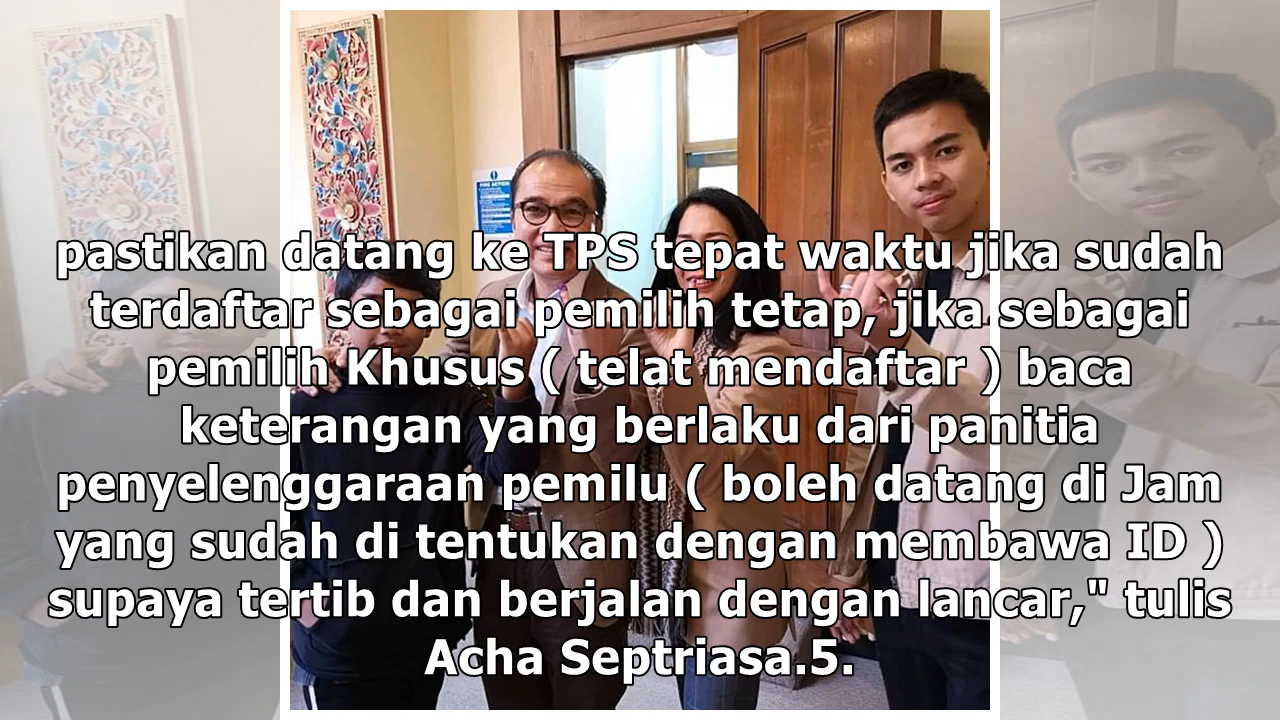 FIRE ACTION
pastikan datang ke TPS tepat waktu jika sudah
terdaftar sebagai pemilih tetap, jika sebagai
pemilih Khusus ( telat mendaftar ) baca
keterangan yang berlaku dari panitia
penyelenggaraan pemilu ( boleh datang di Jam
yang sudah di tentukan dengan membawa ID )
supaya tertib dan berjalan dengan lancar," tulis
Acha Septriasa.5.